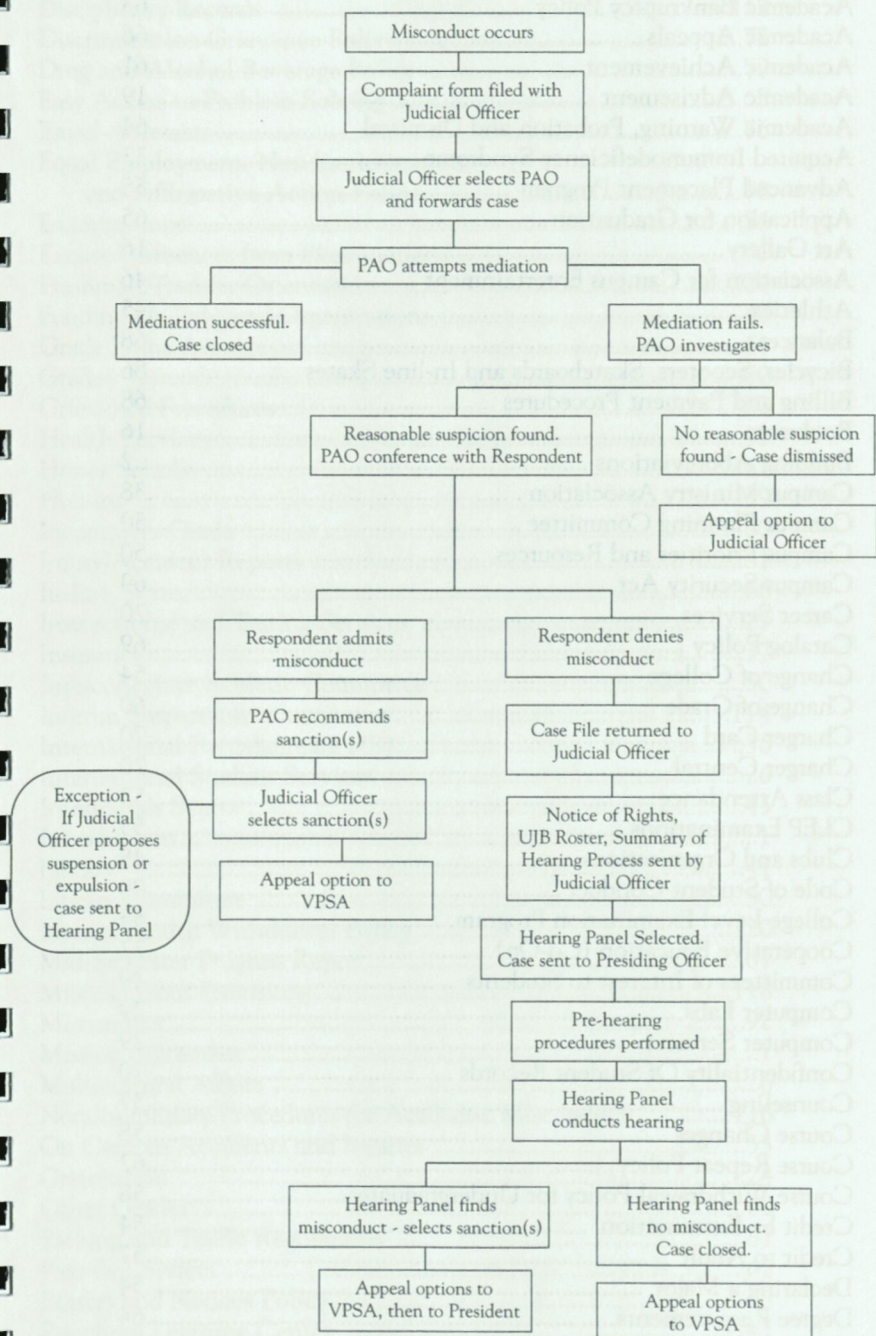 Misconduct occurs
Complaint form filed with
Judicial Officer
Judicial Officer selects PAO
and forwards case
PAO attempts mediation
Mediation successful.
Case closed
Mediation fails.
PAO investigates
Reasonable suspicion found.
PAO conference with Respondent
No reasonable suspicion
found - Case dismissed
Appeal option to
Judicial Officer
Respondent admits
misconduct
Respondent denies
misconduct
PAO recommends
sanction(s)
Case File returned to
Judicial Officer
Exception -
If Judicial
Officer proposes
suspension or
expulsion -
case sent to
Hearing Panel
Judicial Officer
selects sanction(s)
Notice of Rights,
UJB Roster, Summary of
Hearing Process sent by
Judicial Officer
Appeal option to
VPSA
Hearing Panel Selected.
Case sent to Presiding Officer
Pre-hearing
procedures performed
Hearing Panel
conducts hearing
Hearing Panel finds
misconduct - selects sanction(s)
Hearing Panel finds
no misconduct.
Case closed.
Appeal options to
VPSA, then to President
Appeal options
to VPSA